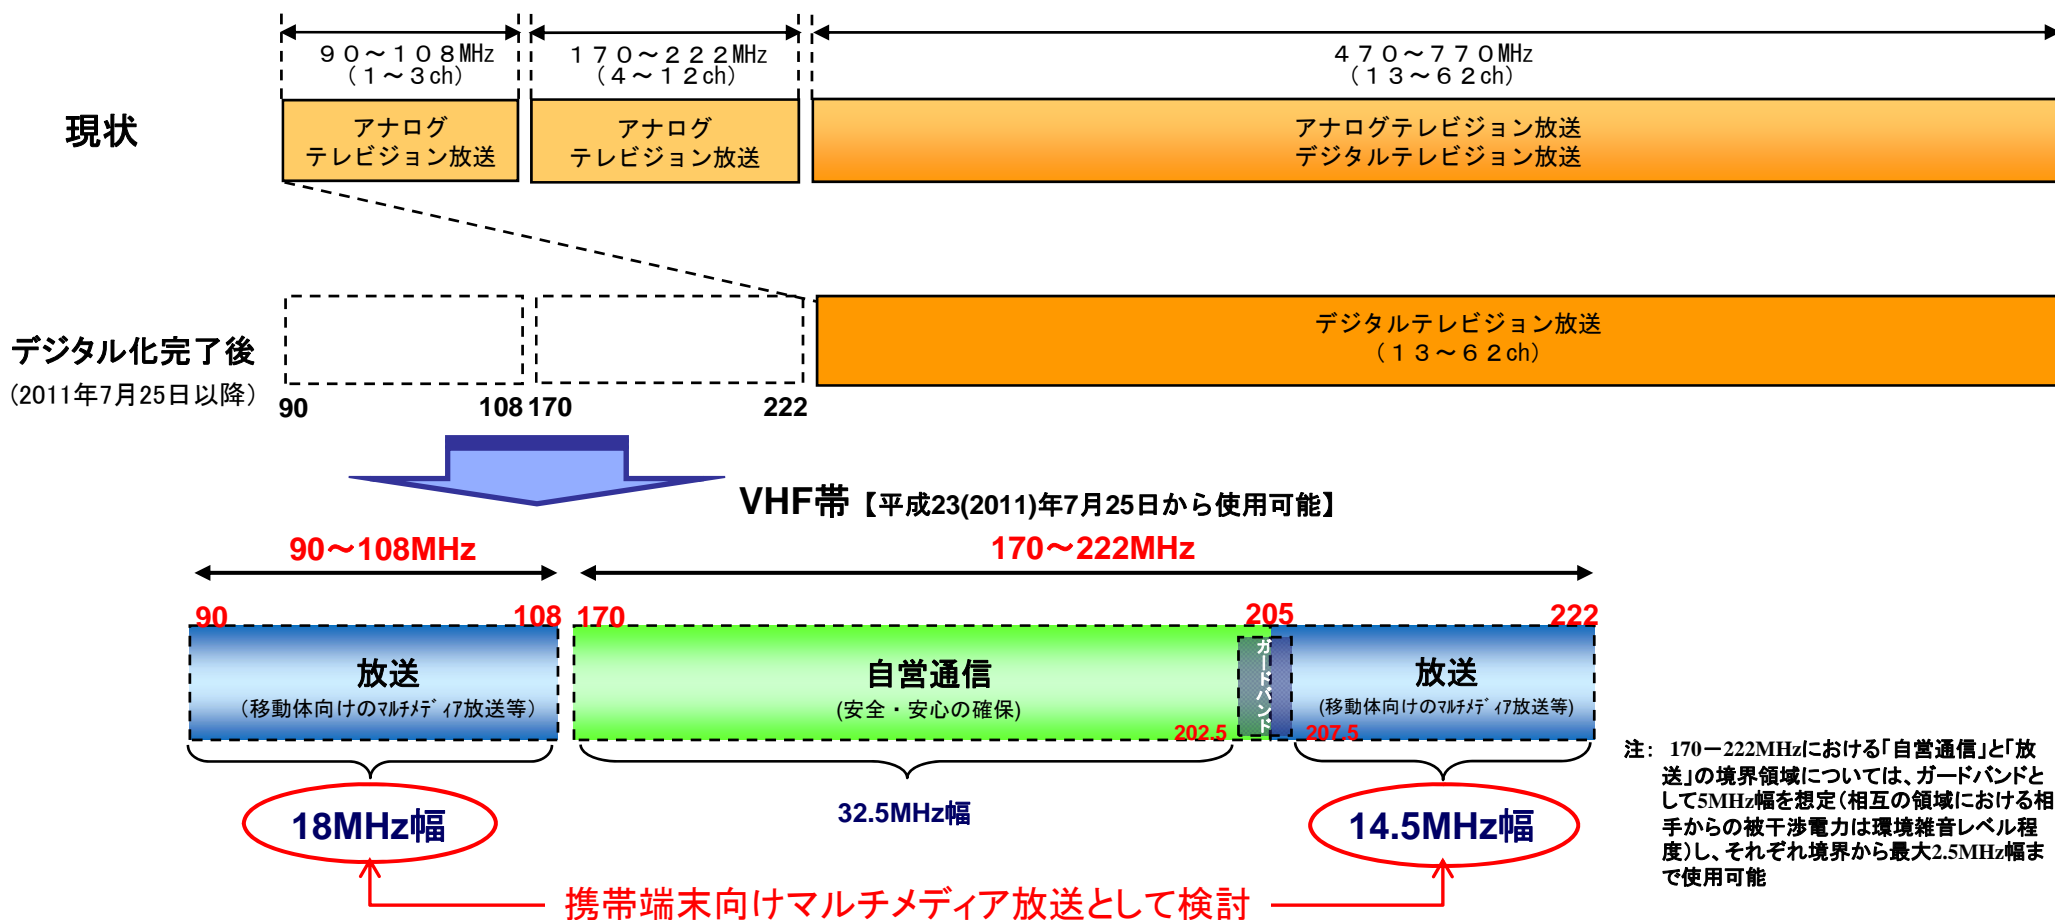 ９０～１０８MHz
（１～３ch）
１７０～２２２MHz
（４～１２ch）
４７０～７７０MHz
（１３～６２ch）
現状
アナログ
テレビジョン放送
アナログ
テレビジョン放送
アナログテレビジョン放送
デジタルテレビジョン放送
デジタル化完了後
（2011年7月25日以降）
デジタルテレビジョン放送
（１３～６２ch）
90
108
170
222
VHF帯【平成23(2011)年7月25日から使用可能】
90～108MHz
170～222MHz
90
108
170
205
222
放送
（移動体向けのﾏﾙﾁﾒﾃﾞｨｱ放送等）
自営通信
(安全・安心の確保)
ガードバンド
放送
(移動体向けのﾏﾙﾁﾒﾃﾞｨｱ放送等)
202.5
207.5
18MHz幅
32.5MHz幅
14.5MHz幅
注：　170－222MHzにおける「自営通信」と「放
送」の境界領域については、ガードバンドと
して5MHz幅を想定（相互の領域における相
手からの被干渉電力は環境雑音レベル程
度）し、それぞれ境界から最大2.5MHz幅ま
で使用可能
携帯端末向けマルチメディア放送として検討